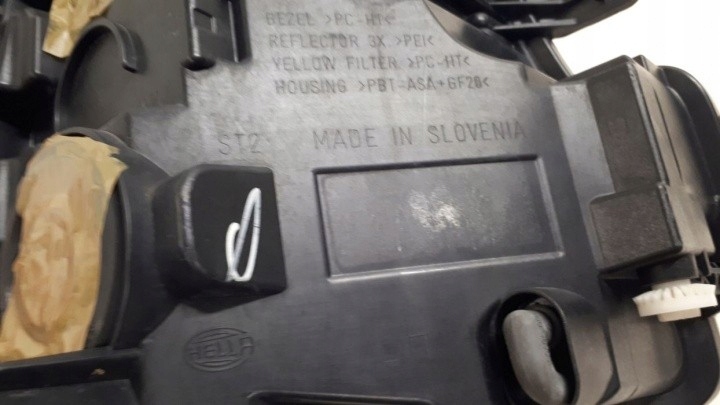 BEZEL >PC-HT<
REFLECTOR 3X.>PEI<
YELLOW FILTER >PC-HT<
HOUSING >PBT-ASA+GF20<
ST2 MADE IN SLOVENIA
HELLA